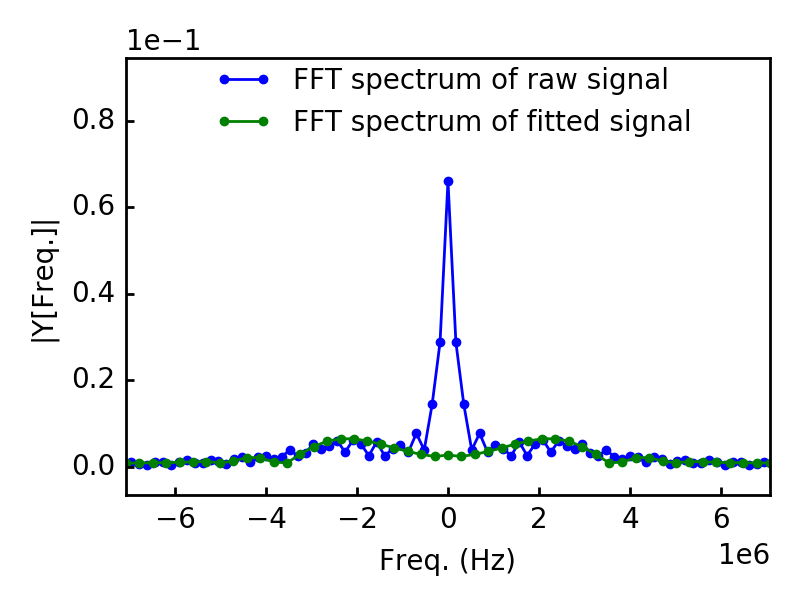 1e−1
FFT spectrum of raw signal
FFT spectrum of fitted signal
|Y[Freq.]|
0.8
0.6
0.4
0.2
0.0
−6 −4 −2 0 2 4 6
1e6
Freq. (Hz)